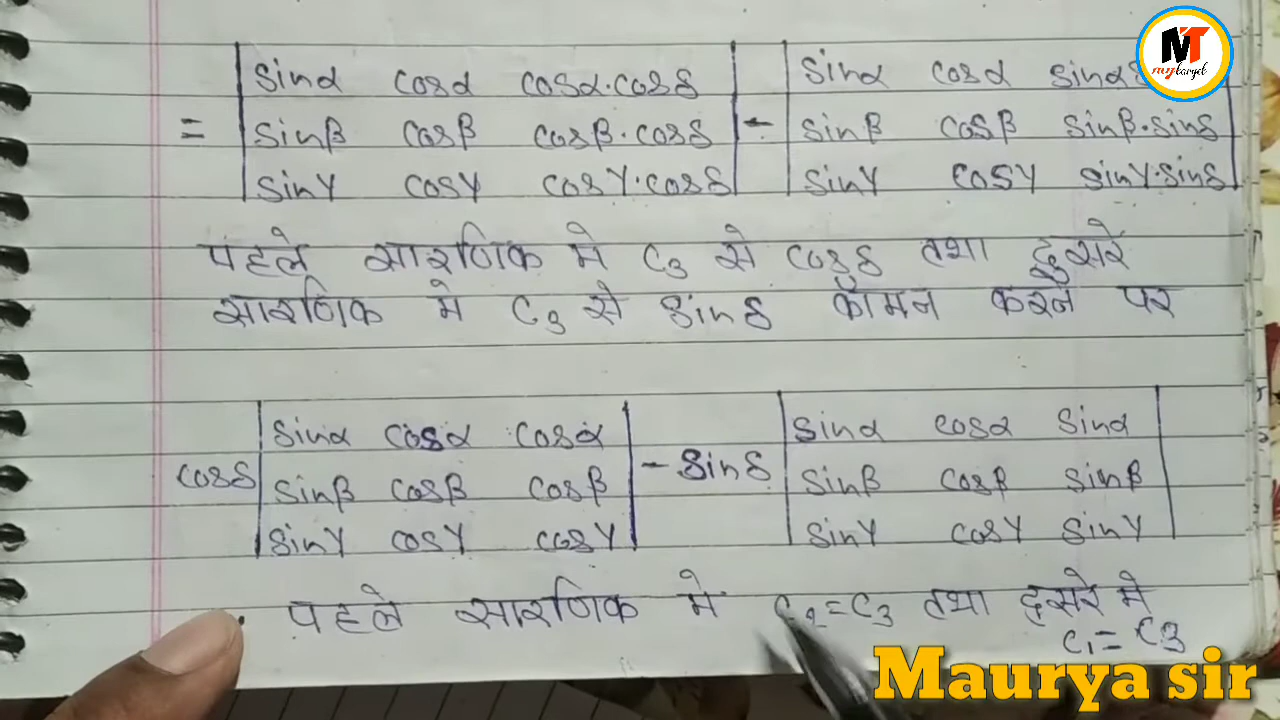 MT
mytarget
= | sinα cosα cosα.cosδ | - | sinα cosα sinα
| sinβ cosβ cosβ.cosδ | | sinβ cosβ sinβ.sinδ |
| sinγ cosγ cosγ.cosδ | | sinγ cosγ sinγ.sinδ |
पहले सारणिक मे C3 से cosδ तथा दुसरे
सारणिक मे C3 से sinδ कॉमन करने पर
| sinα cosα cosα | | sinα cosα sinα |
cosδ | sinβ cosβ cosβ | - sinδ | sinβ cosβ sinβ |
| sinγ cosγ cosγ | | sinγ cosγ sinγ |
पहले सारणिक मे C2=C3 तथा दुसरे मे
C1=C3
Maurya sir